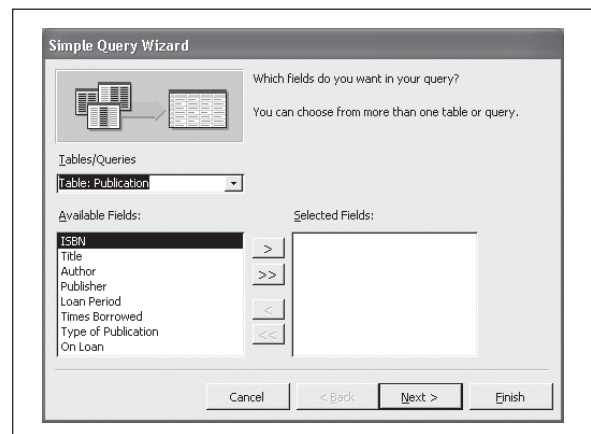 Simple Query Wizard
Which fields do you want in your query?
You can choose from more than one table or query.
Tables/Queries
Table: Publication
Available Fields:
Selected Fields:
ISBN
Title
Author
Publisher
Loan Period
Times Borrowed
Type of Publication
On Loan
>
>>
<
<<
Cancel
< Back
Next >
Finish